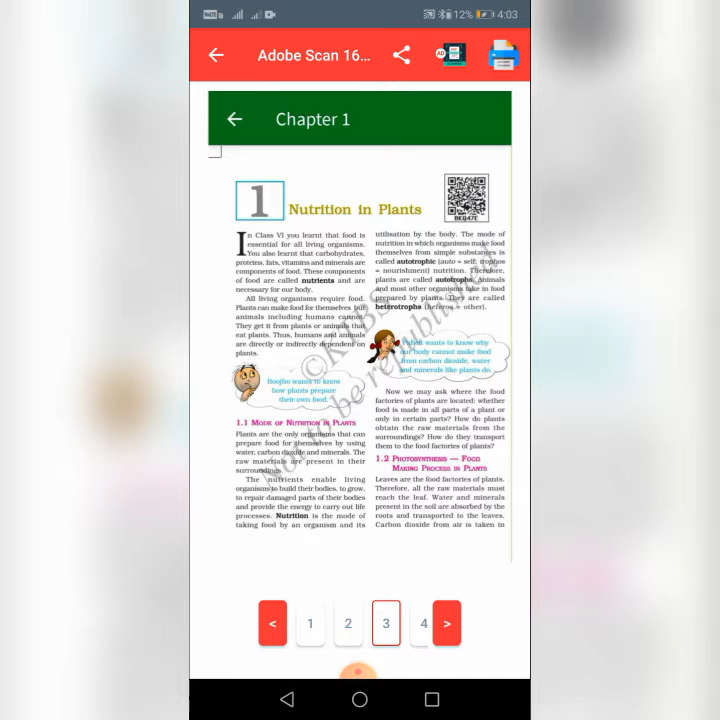 12% 4:03
Adobe Scan 16...
AD
Chapter 1
1 Nutrition in Plants
BKQ47E
In Class VI you learnt that food is
essential for all living organisms.
You also learnt that carbohydrates,
proteins, fats, vitamins and minerals are
components of food. These components
of food are called nutrients and are
necessary for our body.
All living organisms require food.
Plants can make food for themselves but
animals including humans cannot.
They get it from plants or animals that
eat plants. Thus, humans and animals
are directly or indirectly dependent on
plants.
Boojho wants to know
how plants prepare
their own food.
1.1 MODE OF NUTRITION IN PLANTS
Plants are the only organisms that can
prepare food for themselves by using
water, carbon dioxide and minerals. The
raw materials are present in their
surroundings.
The nutrients enable living
organisms to build their bodies, to grow,
to repair damaged parts of their bodies
and provide the energy to carry out life
processes. Nutrition is the mode of
taking food by an organism and its
utilisation by the body. The mode of
nutrition in which organisms make food
themselves from simple substances is
called autotrophic (auto = self; trophos
= nourishment) nutrition. Therefore,
plants are called autotrophs. Animals
and most other organisms take in food
prepared by plants. They are called
heterotrophs (heteros = other).
Paheli wants to know why
our body cannot make food
from carbon dioxide, water
and minerals like plants do.
Now we may ask where the food
factories of plants are located: whether
food is made in all parts of a plant or
only in certain parts? How do plants
obtain the raw materials from the
surroundings? How do they transport
them to the food factories of plants?
1.2 PHOTOSYNTHESIS — FOOD
MAKING PROCESS IN PLANTS
Leaves are the food factories of plants.
Therefore, all the raw materials must
reach the leaf. Water and minerals
present in the soil are absorbed by the
roots and transported to the leaves.
Carbon dioxide from air is taken in
©KTBS
Not to be republished
< 1 2 3 4 >